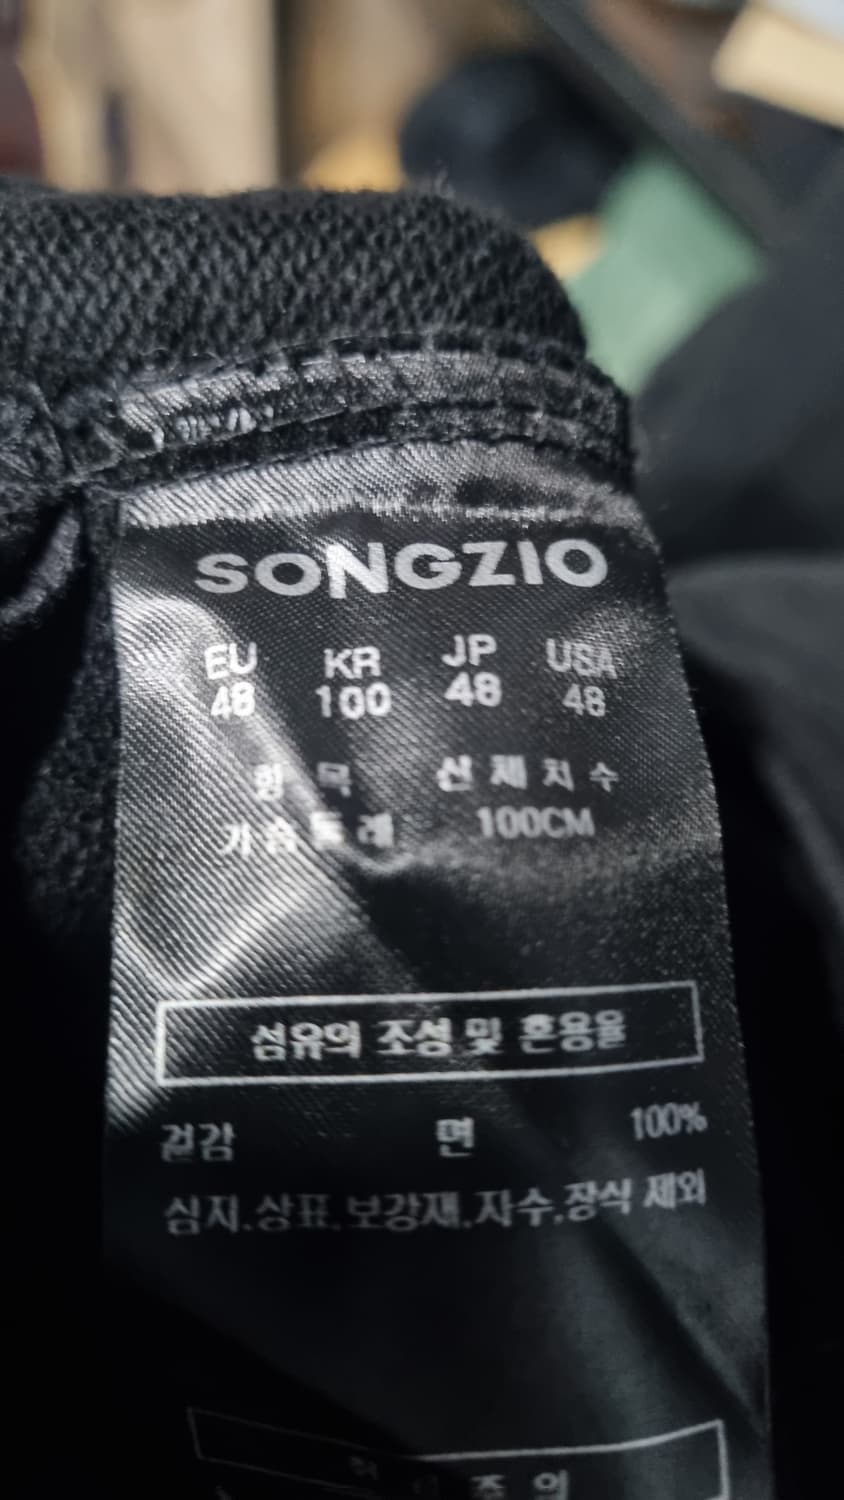 SONGZIO
EU KR JP USA
48 100 48 48
항 목 신 체 치 수
가슴둘레 100CM
섬유의 조성 및 혼용율
겉감 면 100%
심지.상표.보강재.자수.장식 제외
주 의